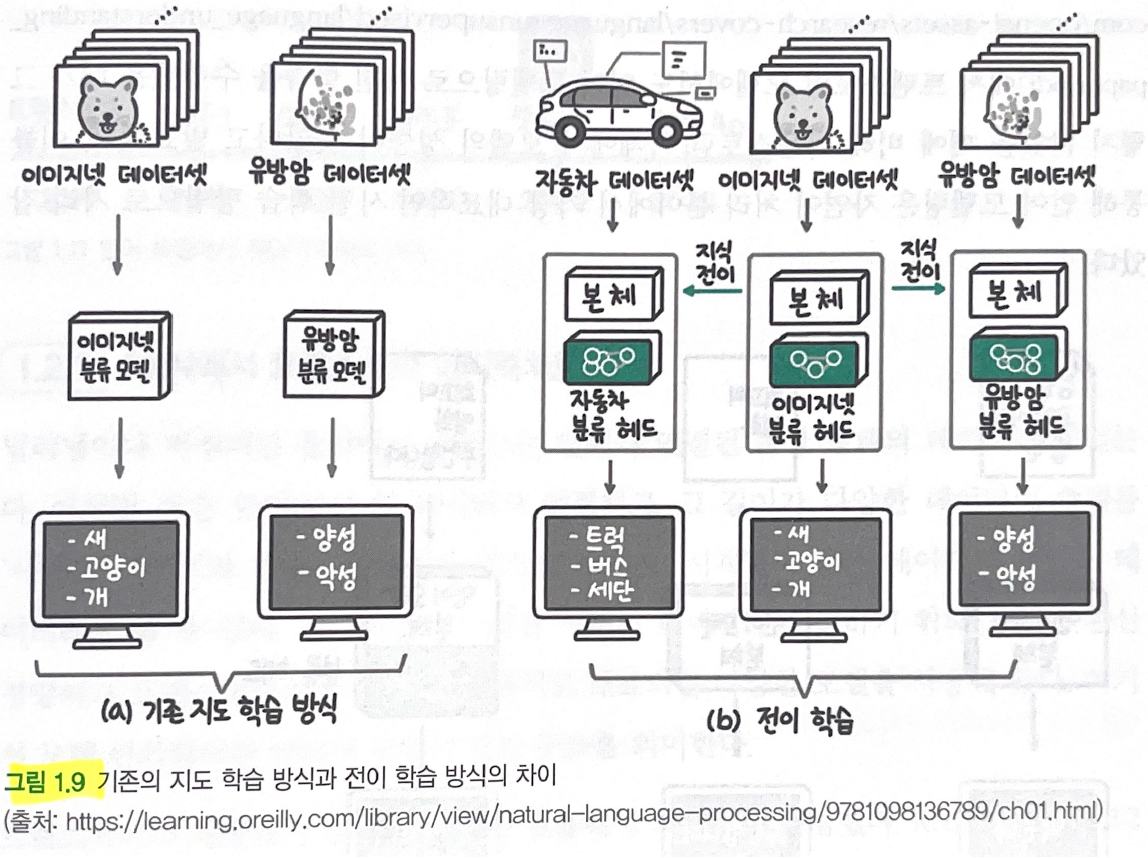 이미지넷 데이터셋
유방암 데이터셋
이미지넷
분류 모델
유방암
분류 모델
- 새
- 고양이
- 개
- 양성
- 악성
(a) 기존 지도 학습 방식
자동차 데이터셋
이미지넷 데이터셋
유방암 데이터셋
지식
전이
지식
전이
본체
자동차
분류 헤드
본체
이미지넷
분류 헤드
본체
유방암
분류 헤드
- 트럭
- 버스
- 세단
- 새
- 고양이
- 개
- 양성
- 악성
(b) 전이 학습
그림 1.9 기존의 지도 학습 방식과 전이 학습 방식의 차이
(출처: https://learning.oreilly.com/library/view/natural-language-processing/9781098136789/ch01.html)